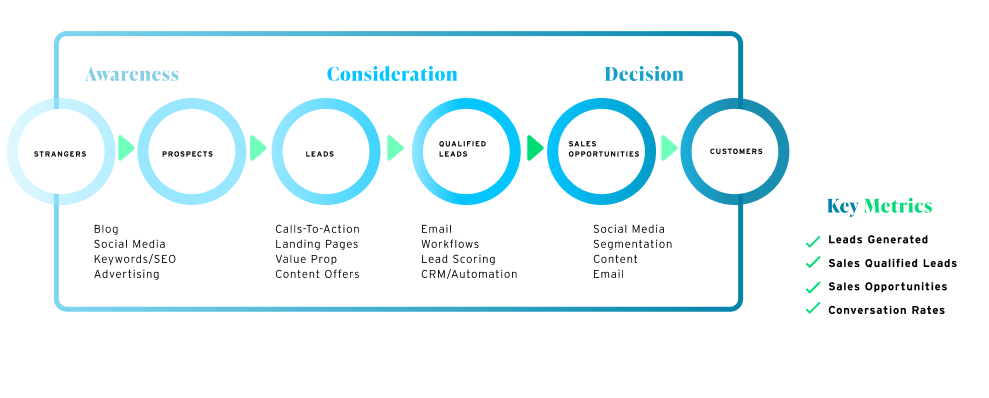 Awareness
Consideration
Decision
STRANGERS
PROSPECTS
LEADS
QUALIFIED
LEADS
SALES
OPPORTUNITIES
CUSTOMERS
Blog
Social Media
Keywords/SEO
Advertising
Calls-To-Action
Landing Pages
Value Prop
Content Offers
Email
Workflows
Lead Scoring
CRM/Automation
Social Media
Segmentation
Content
Email
Key Metrics
Leads Generated
Sales Qualified Leads
Sales Opportunities
Conversation Rates